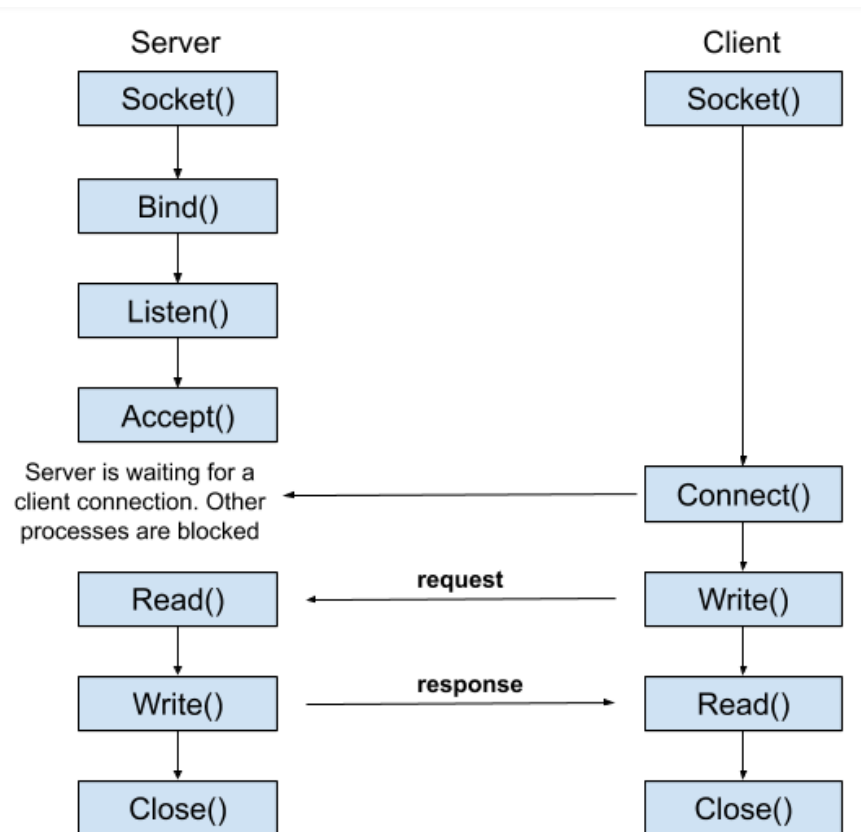 Server
Client
Socket()
Socket()
Bind()
Listen()
Accept()
Server is waiting for a
client connection. Other
processes are blocked
Connect()
request
Read()
Write()
response
Write()
Read()
Close()
Close()